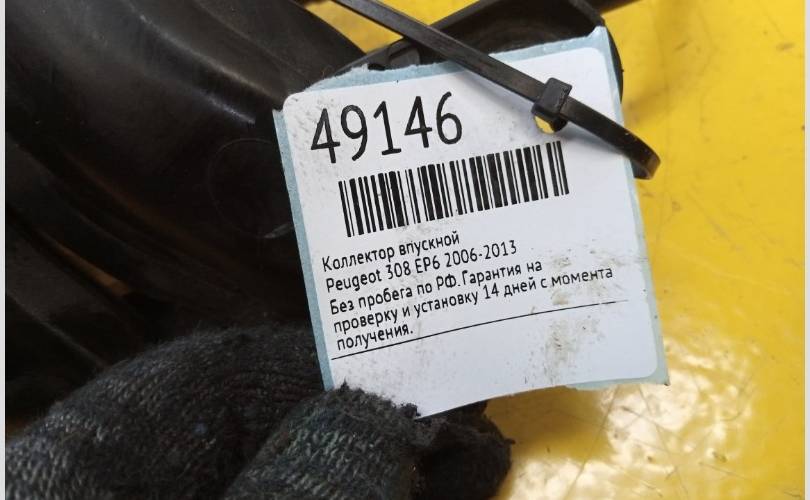 49146
Коллектор впускной
Peugeot 308 EP6 2006-2013
Без пробега по РФ.Гарантия на
проверку и установку 14 дней с момента
получения.